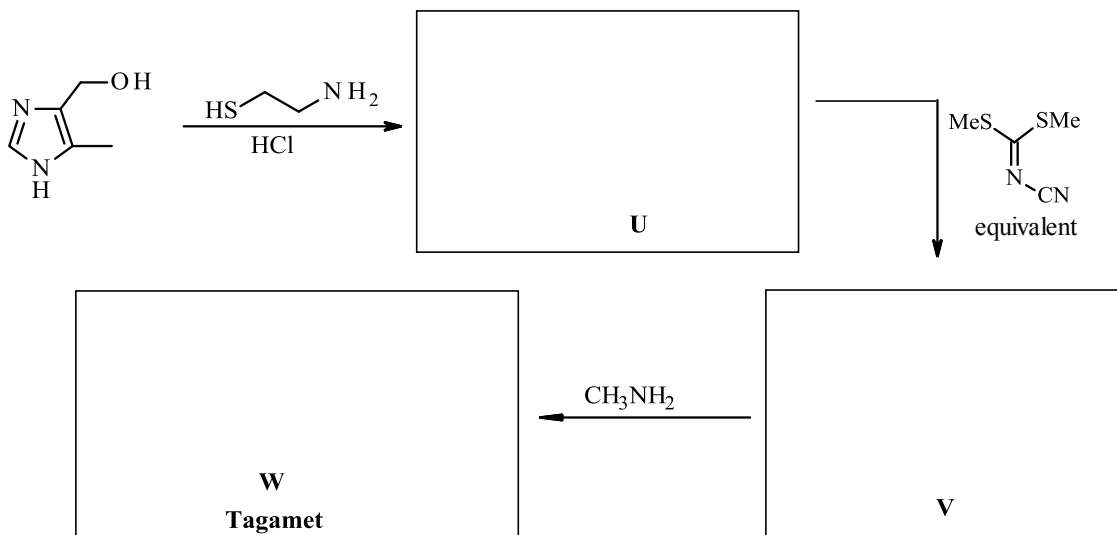 OH
N
N
H
HS
NH2
HCl
U
MeS
SMe
N
CN
equivalent
CH3NH2
W
Tagamet
V